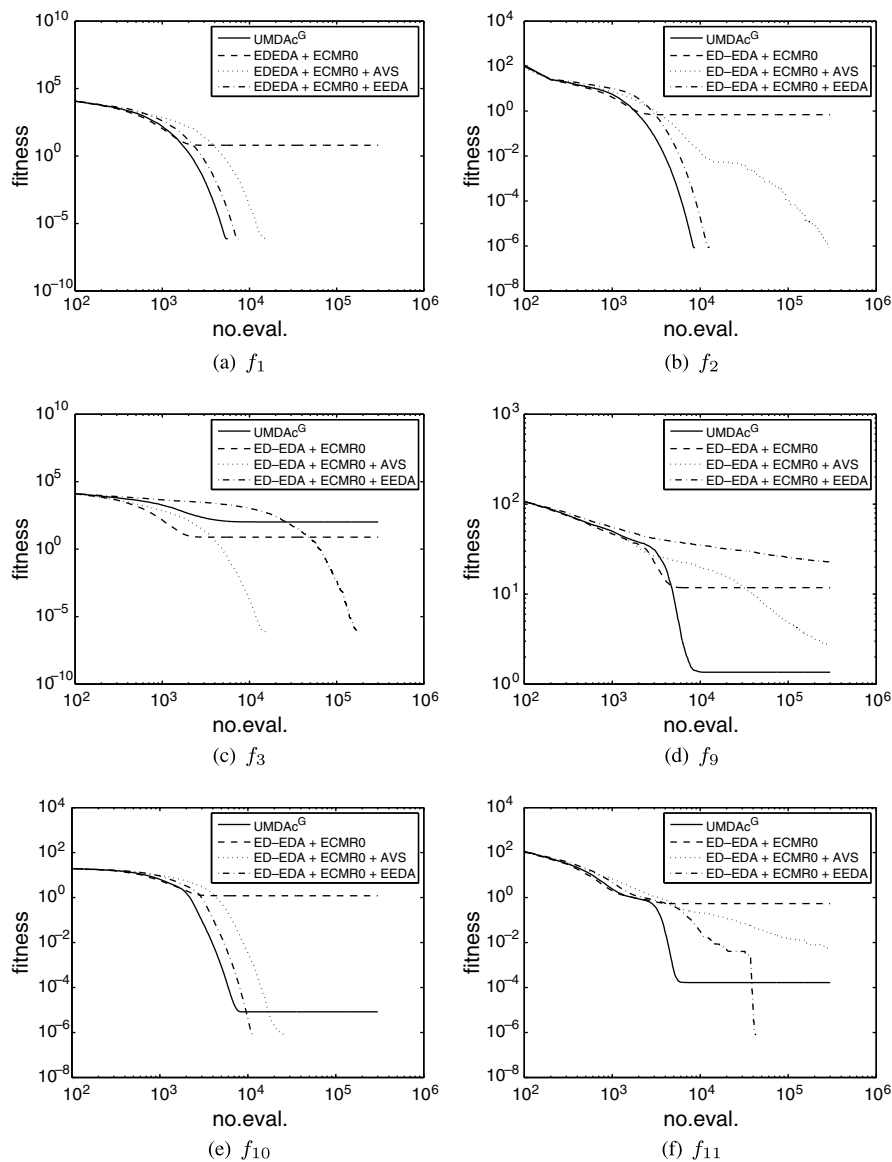 10^10
10^5
10^0
10^−5
10^−10
fitness
UMDAc^G
EDEDA + ECMR0
EDEDA + ECMR0 + AVS
EDEDA + ECMR0 + EEDA
10^2 10^3 10^4 10^5 10^6
no.eval.
(a) f_1
10^4
10^2
10^0
10^−2
10^−4
10^−6
10^−8
fitness
UMDAc^G
ED−EDA + ECMR0
ED−EDA + ECMR0 + AVS
ED−EDA + ECMR0 + EEDA
10^2 10^3 10^4 10^5 10^6
no.eval.
(b) f_2
10^10
10^5
10^0
10^−5
10^−10
fitness
UMDAc^G
ED−EDA + ECMR0
ED−EDA + ECMR0 + AVS
ED−EDA + ECMR0 + EEDA
10^2 10^3 10^4 10^5 10^6
no.eval.
(c) f_3
10^3
10^2
10^1
10^0
fitness
UMDAc^G
ED−EDA + ECMR0
ED−EDA + ECMR0 + AVS
ED−EDA + ECMR0 + EEDA
10^2 10^3 10^4 10^5 10^6
no.eval.
(d) f_9
10^4
10^2
10^0
10^−2
10^−4
10^−6
10^−8
fitness
UMDAc^G
ED−EDA + ECMR0
ED−EDA + ECMR0 + AVS
ED−EDA + ECMR0 + EEDA
10^2 10^3 10^4 10^5 10^6
no.eval.
(e) f_10
10^4
10^2
10^0
10^−2
10^−4
10^−6
10^−8
fitness
UMDAc^G
ED−EDA + ECMR0
ED−EDA + ECMR0 + AVS
ED−EDA + ECMR0 + EEDA
10^2 10^3 10^4 10^5 10^6
no.eval.
(f) f_11